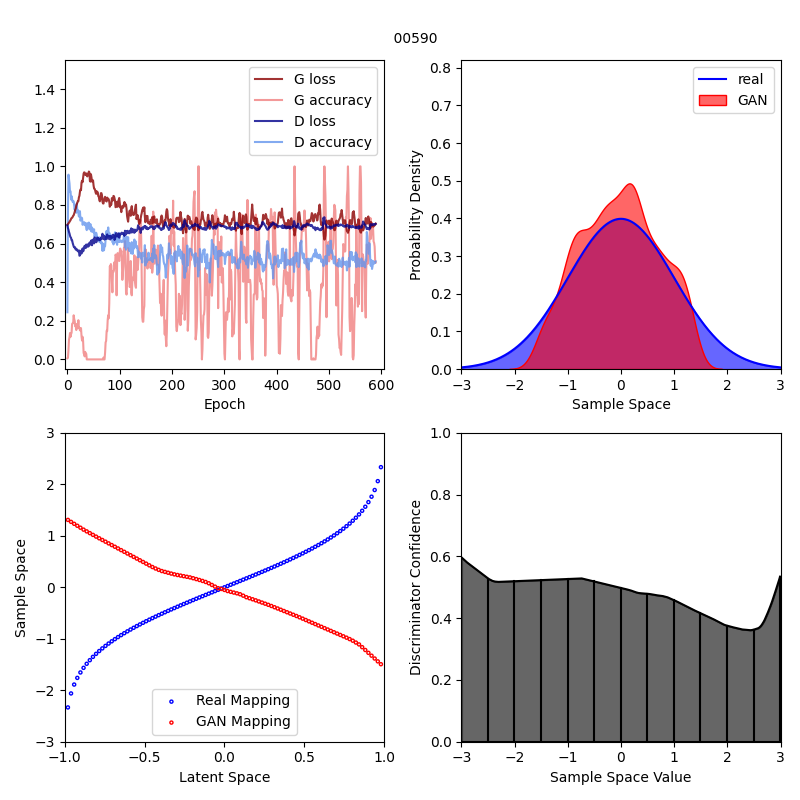 00590
G loss
G accuracy
D loss
D accuracy
1.4
1.2
1.0
0.8
0.6
0.4
0.2
0.0
0 100 200 300 400 500 600
Epoch
real
GAN
0.8
0.7
0.6
0.5
0.4
0.3
0.2
0.1
0.0
Probability Density
−3 −2 −1 0 1 2 3
Sample Space
3
2
1
0
−1
−2
−3
Sample Space
Real Mapping
GAN Mapping
−1.0 −0.5 0.0 0.5 1.0
Latent Space
1.0
0.8
0.6
0.4
0.2
0.0
Discriminator Confidence
−3 −2 −1 0 1 2 3
Sample Space Value